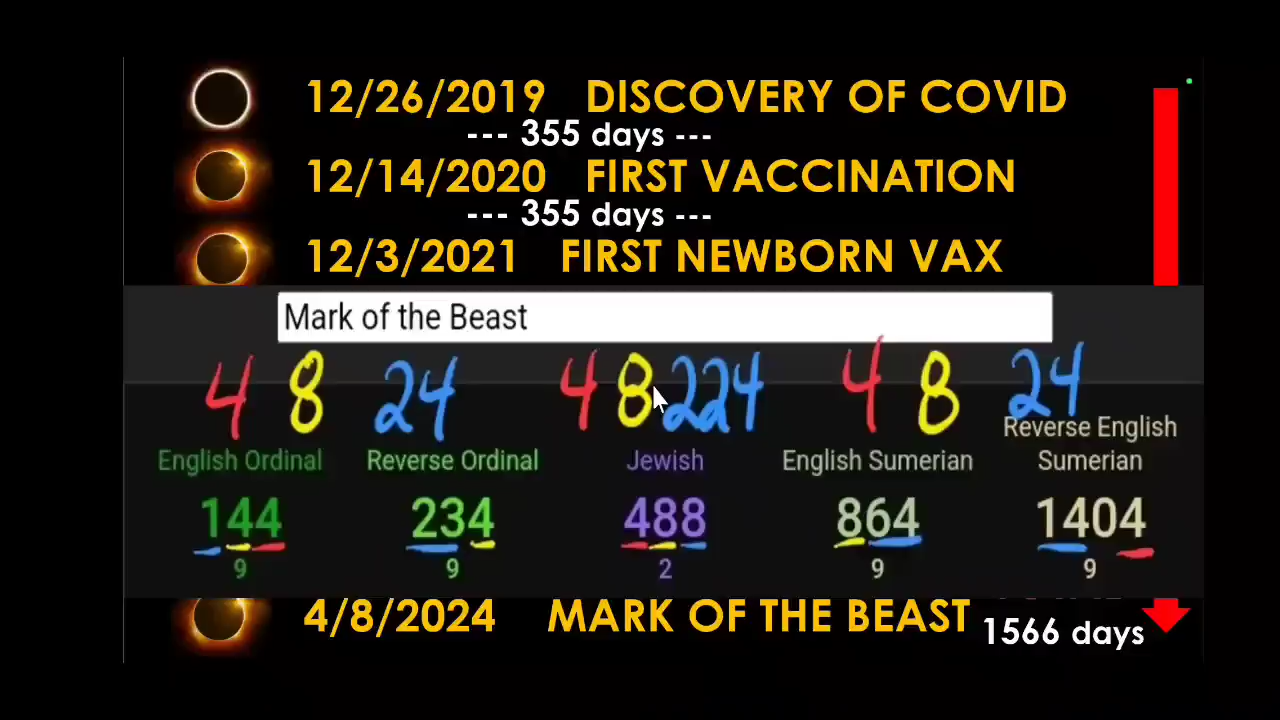 12/26/2019 DISCOVERY OF COVID
--- 355 days ---
12/14/2020 FIRST VACCINATION
--- 355 days ---
12/3/2021 FIRST NEWBORN VAX
Mark of the Beast
4 8 24 4 8 224 4 8 24
English Ordinal Reverse Ordinal Jewish English Sumerian Reverse English Sumerian
144 234 488 864 1404
9 9 2 9 9
4/8/2024 MARK OF THE BEAST 1566 days